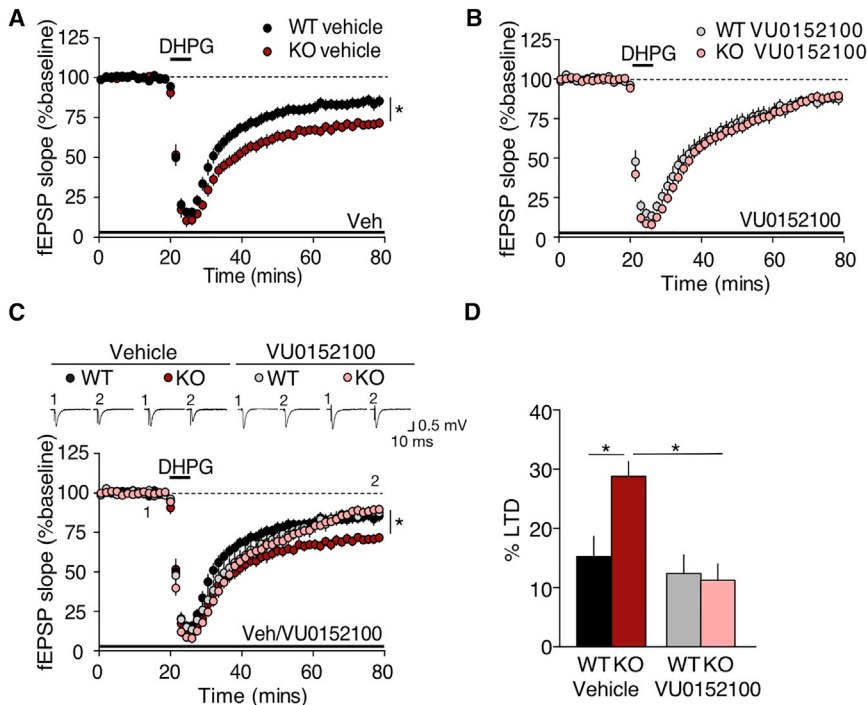 A
DHPG
WT vehicle
KO vehicle
fEPSP slope (%baseline)
125
100
75
50
25
0
*
Veh
0 20 40 60 80
Time (mins)
B
DHPG
WT VU0152100
KO VU0152100
fEPSP slope (%baseline)
125
100
75
50
25
0
VU0152100
0 20 40 60 80
Time (mins)
C
Vehicle VU0152100
WT KO WT KO
1 2 1 2 1 2 1 2
0.5 mV
10 ms
DHPG
fEPSP slope (%baseline)
125
100
75
50
25
0
1
2
*
Veh/VU0152100
0 20 40 60 80
Time (mins)
D
% LTD
40
30
20
10
0
* *
WT KO WT KO
Vehicle VU0152100